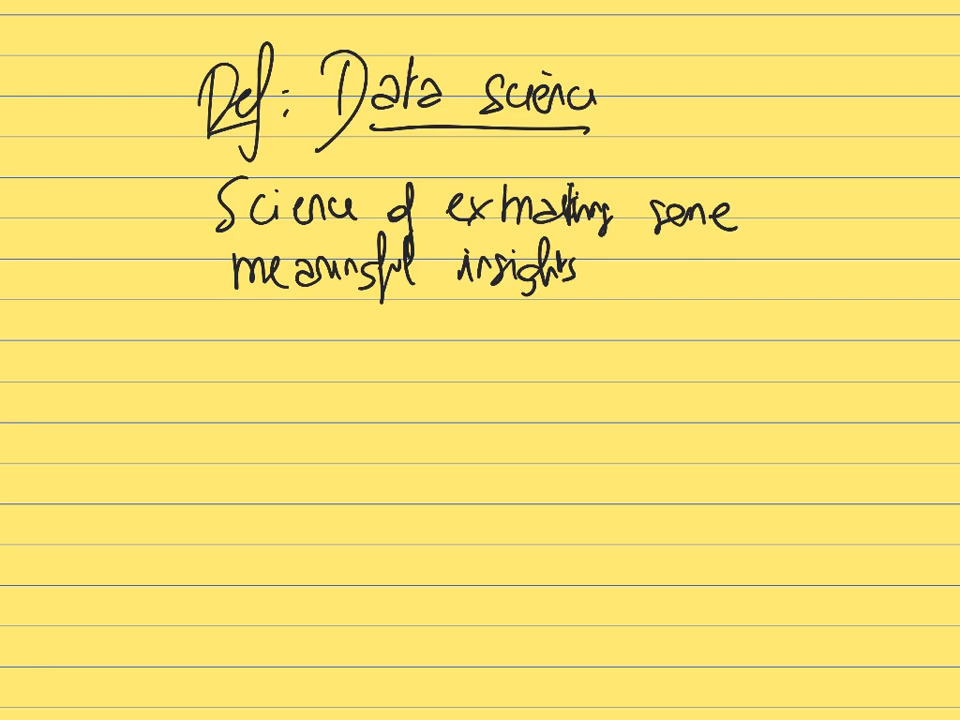 Def: Data science
Science of extracting some
meaningful insights